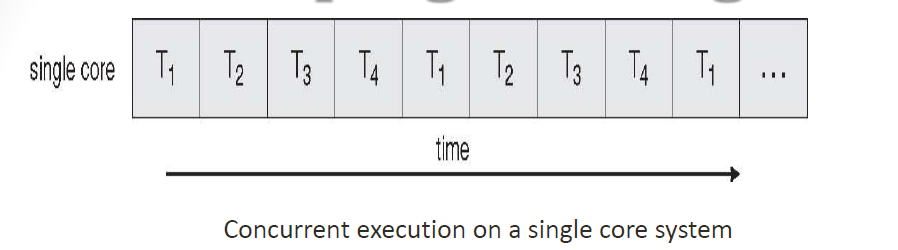 single core T1 T2 T3 T4 T1 T2 T3 T4 T1 ...
time
Concurrent execution on a single core system